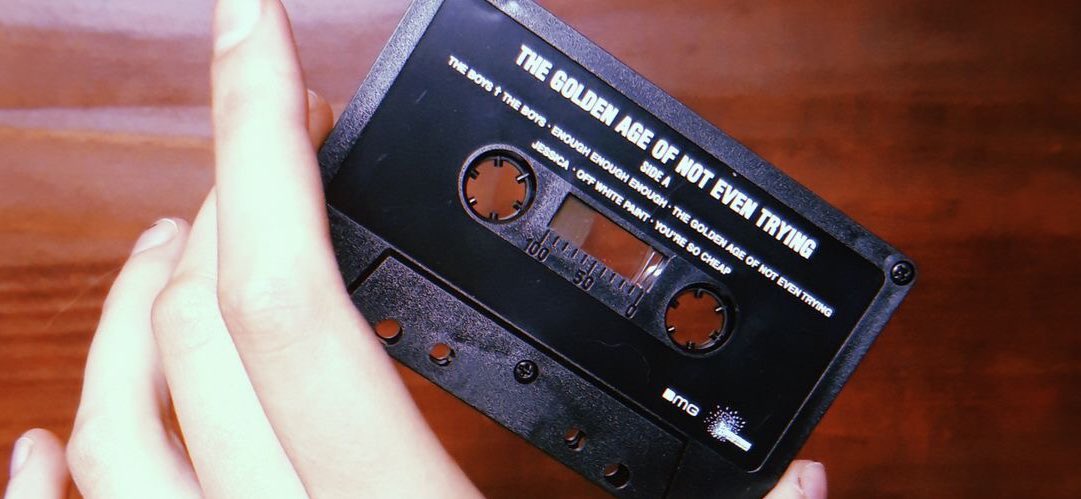 THE GOLDEN AGE OF NOT EVEN TRYING
SIDE A
THE BOYS † THE BOYS · ENOUGH ENOUGH ENOUGH · THE GOLDEN AGE OF NOT EVEN TRYING
JESSICA · OFF WHITE PAINT · YOU'RE SO CHEAP
100 50 0
BMG